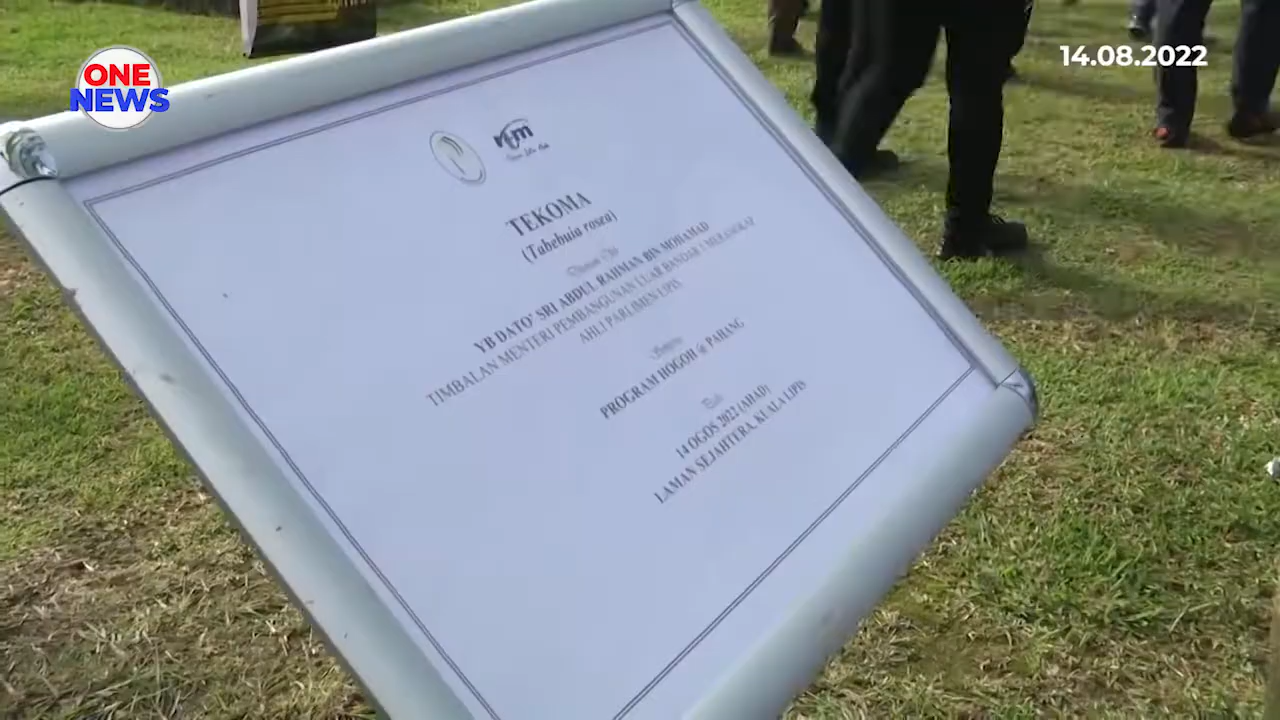 ONE
NEWS
14.08.2022
rtm
TEKOMA
(Tabebuia rosea)
YB DATO' SRI ABDUL RAHMAN BIN MOHAMAD
TIMBALAN MENTERI PEMBANGUNAN LUAR BANDAR
AHLI PARLIMEN LIPIS
PROGRAM HOGOH @ PAHANG
14 OGOS 2022 (AHAD)
LAMAN SEJAHTERA, KUALA LIPIS